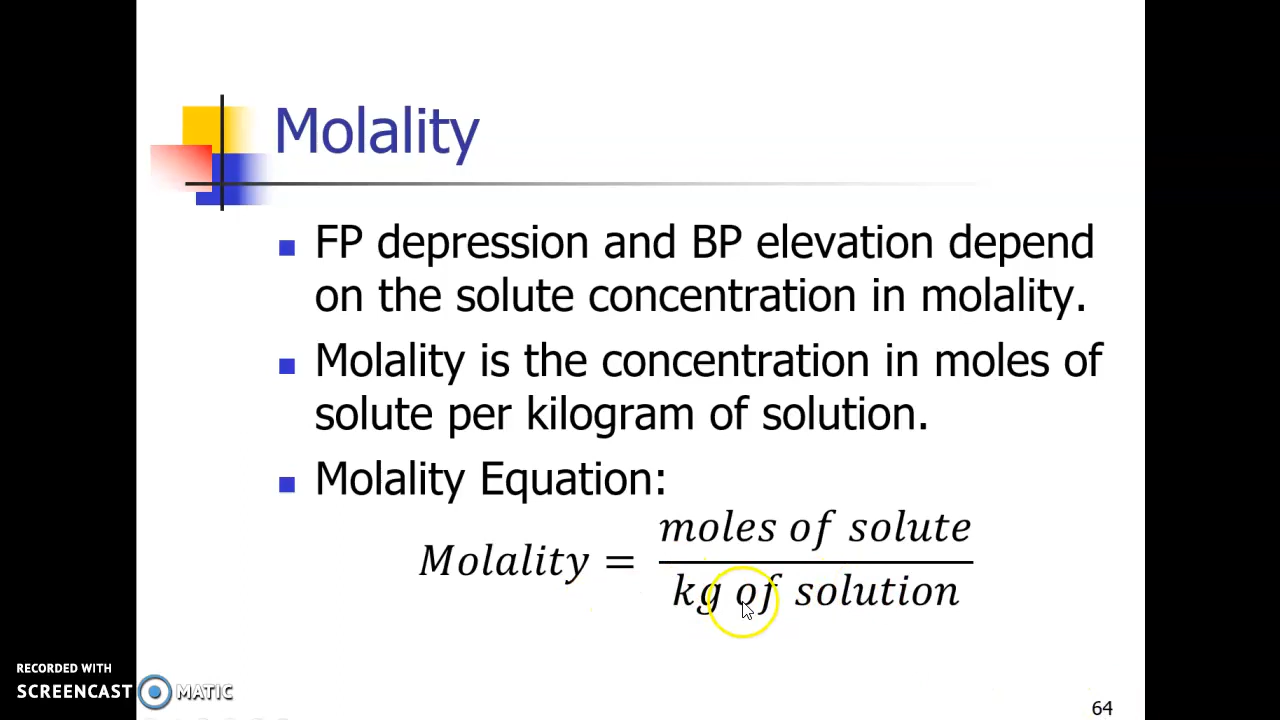 Molality
FP depression and BP elevation depend
on the solute concentration in molality.
Molality is the concentration in moles of
solute per kilogram of solution.
Molality Equation:
Molality = moles of solute / kg of solution
RECORDED WITH
SCREENCAST MATIC
64